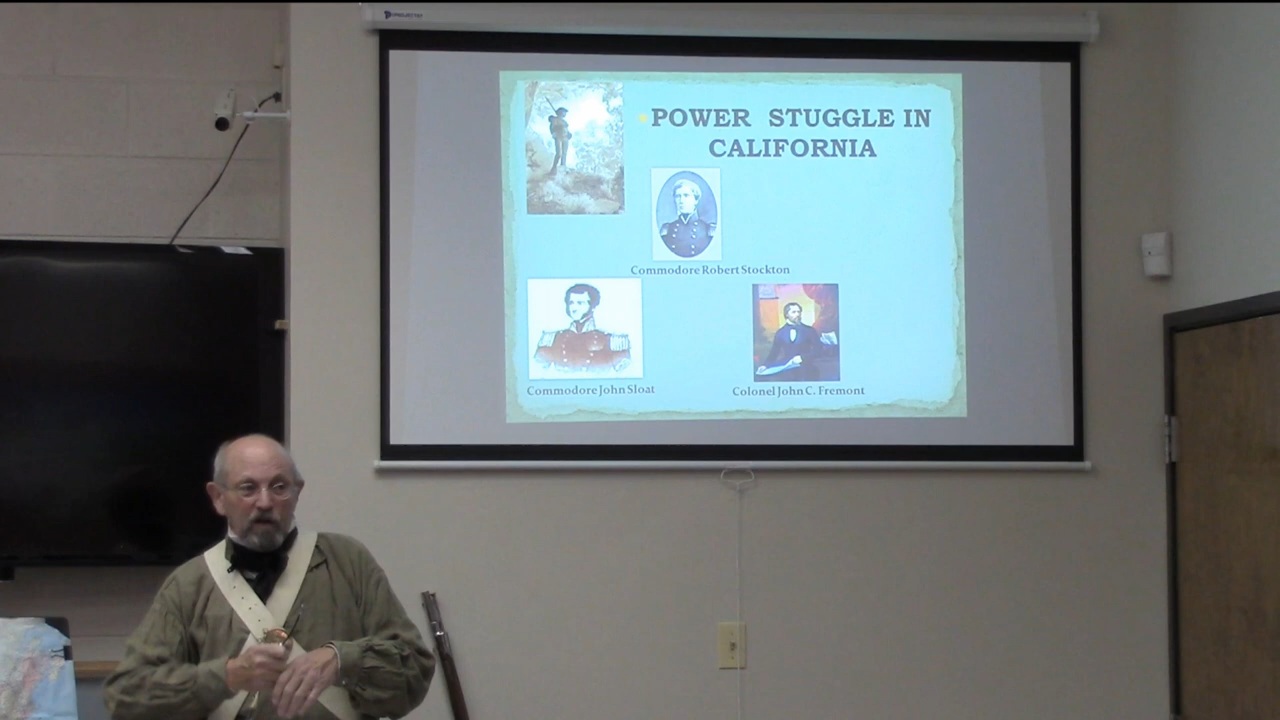 POWER STUGGLE IN
CALIFORNIA
Commodore Robert Stockton
Commodore John Sloat
Colonel John C. Fremont